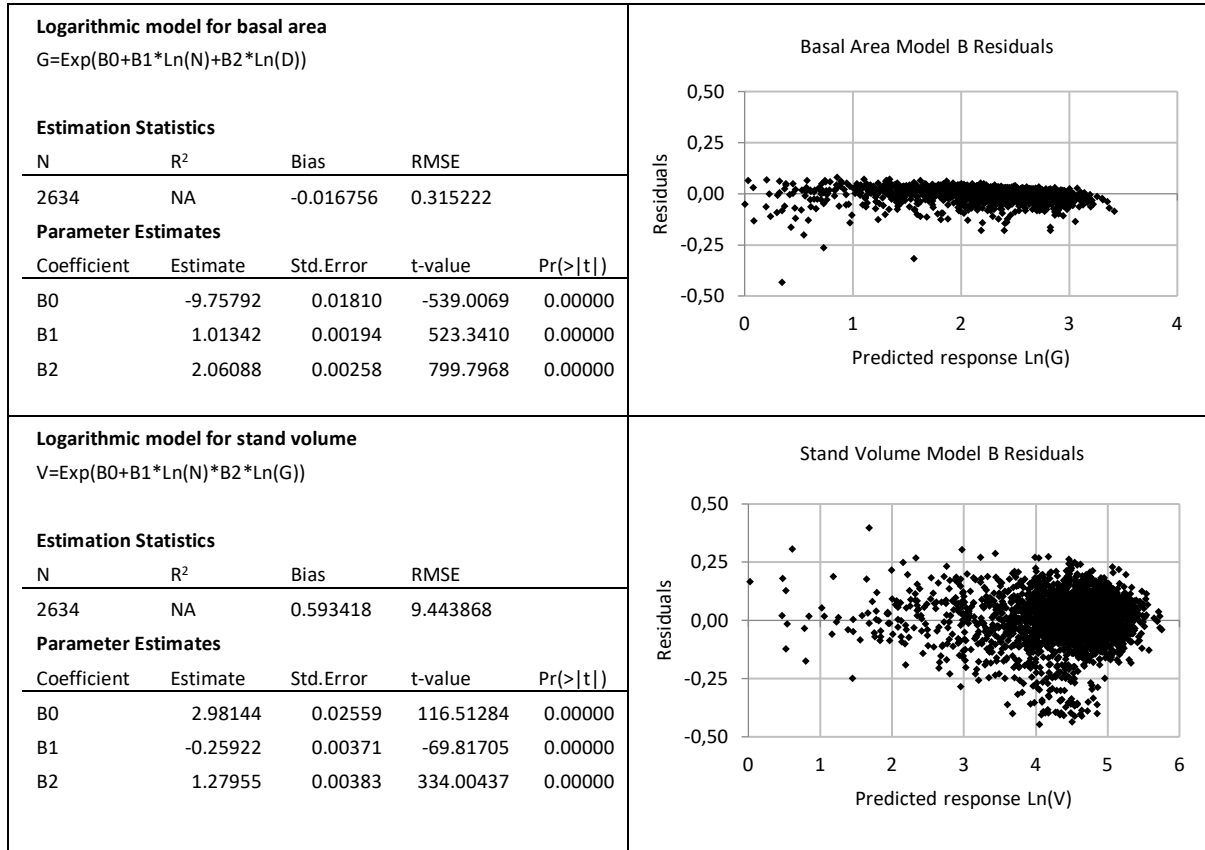 Logarithmic model for basal area
G=Exp(B0+B1*Ln(N)+B2*Ln(D))
Estimation Statistics
N R² Bias RMSE
2634 NA -0.016756 0.315222
Parameter Estimates
Coefficient Estimate Std.Error t-value Pr(>|t|)
B0 -9.75792 0.01810 -539.0069 0.00000
B1 1.01342 0.00194 523.3410 0.00000
B2 2.06088 0.00258 799.7968 0.00000
Basal Area Model B Residuals
0,50
0,25
0,00
-0,25
-0,50
Residuals
0 1 2 3 4
Predicted response Ln(G)
Logarithmic model for stand volume
V=Exp(B0+B1*Ln(N)*B2*Ln(G))
Estimation Statistics
N R² Bias RMSE
2634 NA 0.593418 9.443868
Parameter Estimates
Coefficient Estimate Std.Error t-value Pr(>|t|)
B0 2.98144 0.02559 116.51284 0.00000
B1 -0.25922 0.00371 -69.81705 0.00000
B2 1.27955 0.00383 334.00437 0.00000
Stand Volume Model B Residuals
0,50
0,25
0,00
-0,25
-0,50
Residuals
0 1 2 3 4 5 6
Predicted response Ln(V)